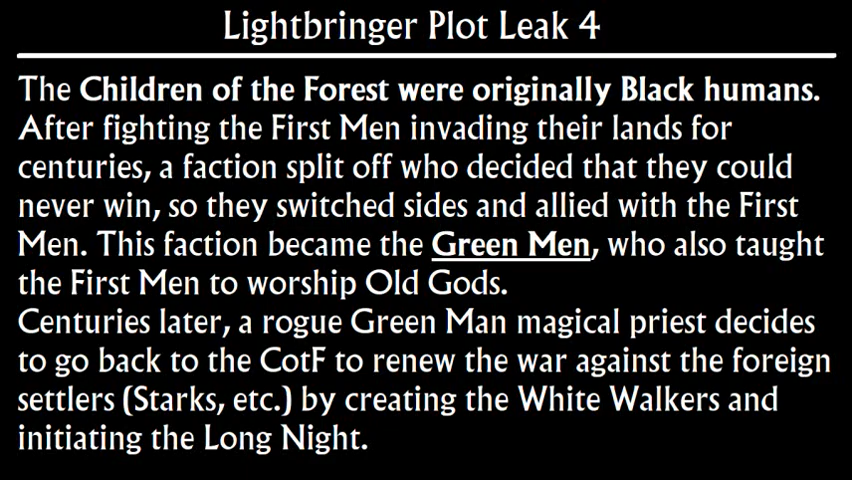 Lightbringer Plot Leak 4
The Children of the Forest were originally Black humans.
After fighting the First Men invading their lands for
centuries, a faction split off who decided that they could
never win, so they switched sides and allied with the First
Men. This faction became the Green Men, who also taught
the First Men to worship Old Gods.
Centuries later, a rogue Green Man magical priest decides
to go back to the CotF to renew the war against the foreign
settlers (Starks, etc.) by creating the White Walkers and
initiating the Long Night.